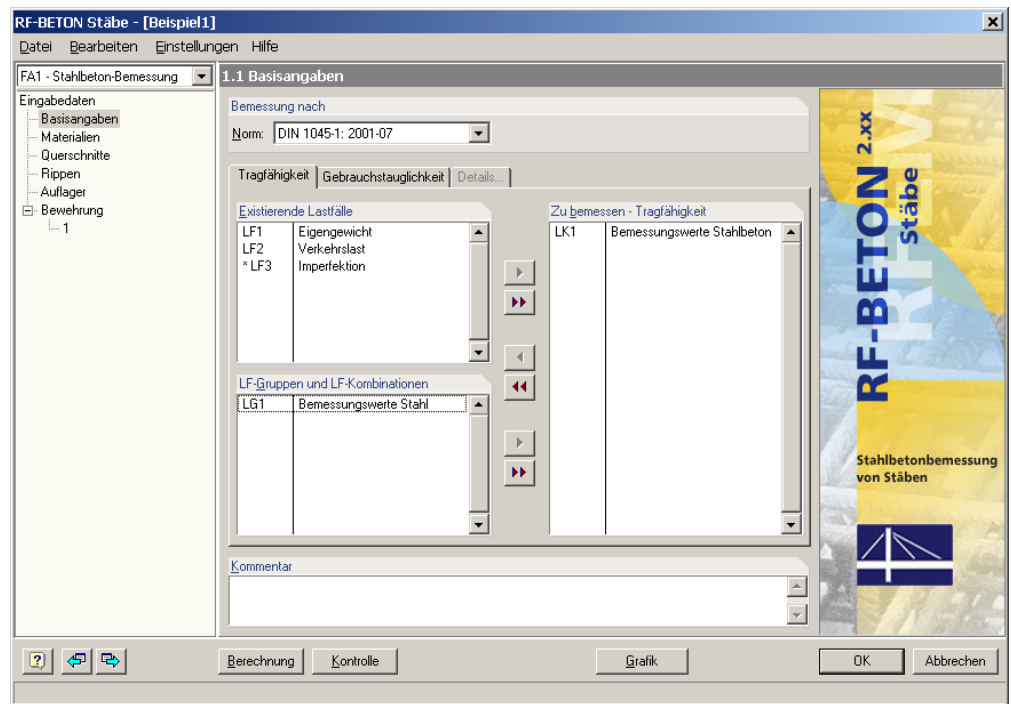 RF-BETON Stäbe - [Beispiel1]
Datei Bearbeiten Einstellungen Hilfe
FA1 - Stahlbeton-Bemessung
1.1 Basisangaben
Eingabedaten
Basisangaben
Materialien
Querschnitte
Rippen
Auflager
Bewehrung
1
Bemessung nach
Norm: DIN 1045-1: 2001-07
Tragfähigkeit Gebrauchstauglichkeit Details...
Existierende Lastfälle
LF1 Eigengewicht
LF2 Verkehrslast
* LF3 Imperfektion
LF-Gruppen und LF-Kombinationen
LG1 Bemessungswerte Stahl
Zu bemessen - Tragfähigkeit
LK1 Bemessungswerte Stahlbeton
Kommentar
RFEM
RF-BETON 2.xx
Stäbe
Stahlbetonbemessung
von Stäben
Berechnung Kontrolle Grafik OK Abbrechen